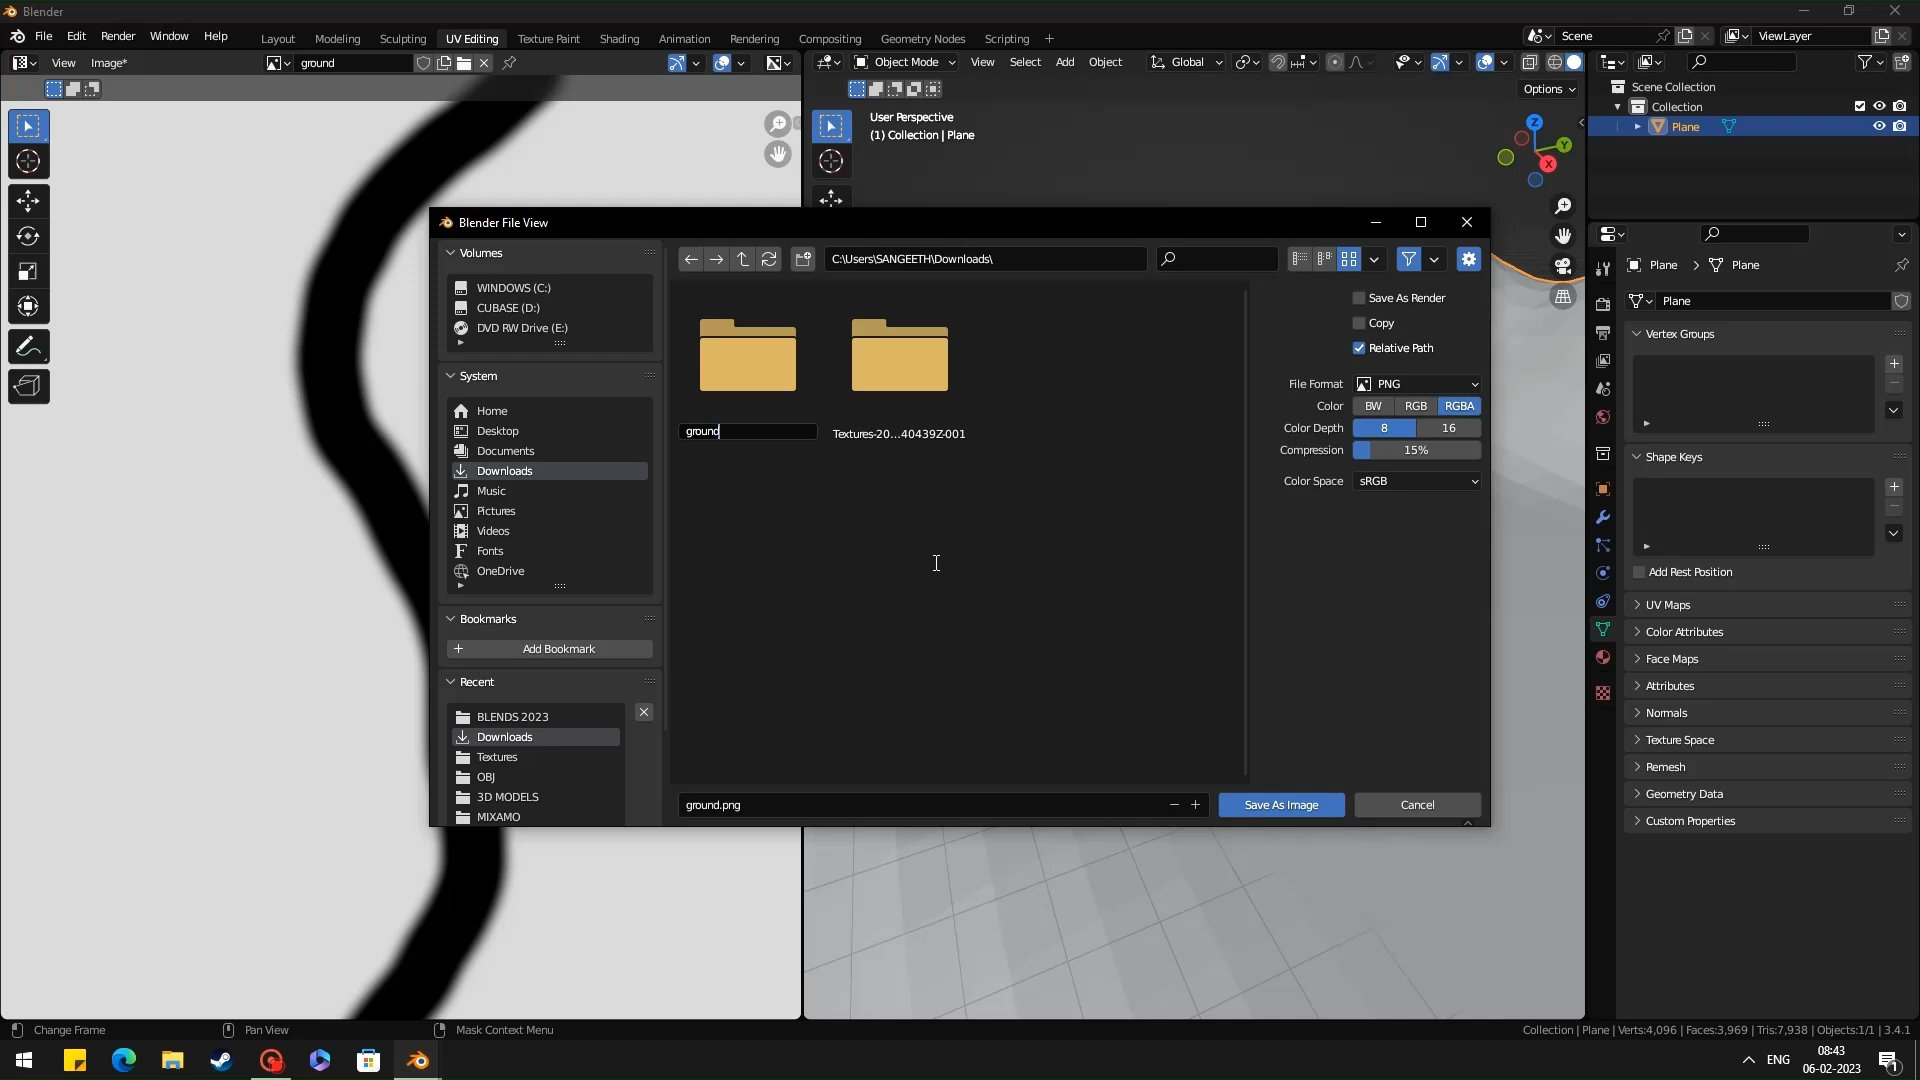 Blender
File Edit Render Window Help Layout Modeling Sculpting UV Editing Texture Paint Shading Animation Rendering Compositing Geometry Nodes Scripting + Scene ViewLayer
View Image* ground Object Mode View Select Add Object Global
Options
User Perspective
(1) Collection | Plane
Z
Y
X
Scene Collection
Collection
Plane
Plane > Plane
Plane
Vertex Groups
Shape Keys
Add Rest Position
UV Maps
Color Attributes
Face Maps
Attributes
Normals
Texture Space
Remesh
Geometry Data
Custom Properties
Blender File View
Volumes
WINDOWS (C:)
CUBASE (D:)
DVD RW Drive (E:)
System
Home
Desktop
Documents
Downloads
Music
Pictures
Videos
Fonts
OneDrive
Bookmarks
+ Add Bookmark
Recent
BLENDS 2023
Downloads
Textures
OBJ
3D MODELS
MIXAMO
C:\Users\SANGEETH\Downloads\
ground
Textures-20...40439Z-001
Save As Render
Copy
Relative Path
File Format PNG
Color BW RGB RGBA
Color Depth 8 16
Compression 15%
Color Space sRGB
ground.png
Save As Image Cancel
Change Frame Pan View Mask Context Menu Collection | Plane | Verts:4,096 | Faces:3,969 | Tris:7,938 | Objects:1/1 | 3.4.1
ENG
08:43
06-02-2023
1